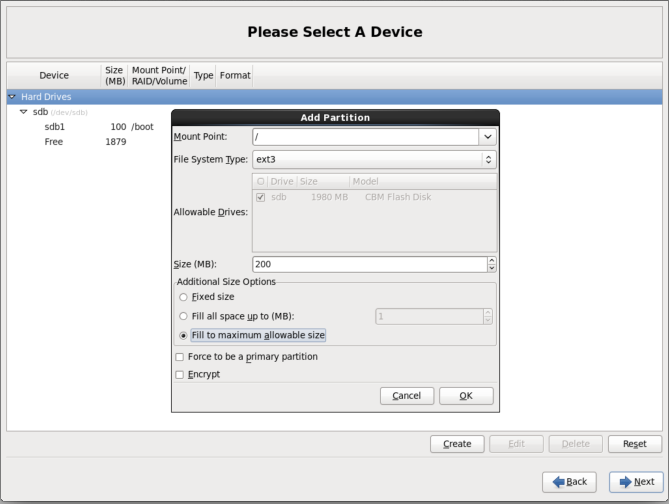 Please Select A Device
Device Size (MB) Mount Point/ RAID/Volume Type Format
Hard Drives
sdb (/dev/sdb)
sdb1 100 /boot
Free 1879
Add Partition
Mount Point: /
File System Type: ext3
Allowable Drives:
Drive Size Model
sdb 1980 MB CBM Flash Disk
Size (MB): 200
Additional Size Options
Fixed size
Fill all space up to (MB): 1
Fill to maximum allowable size
Force to be a primary partition
Encrypt
Cancel OK
Create Edit Delete Reset
Back Next